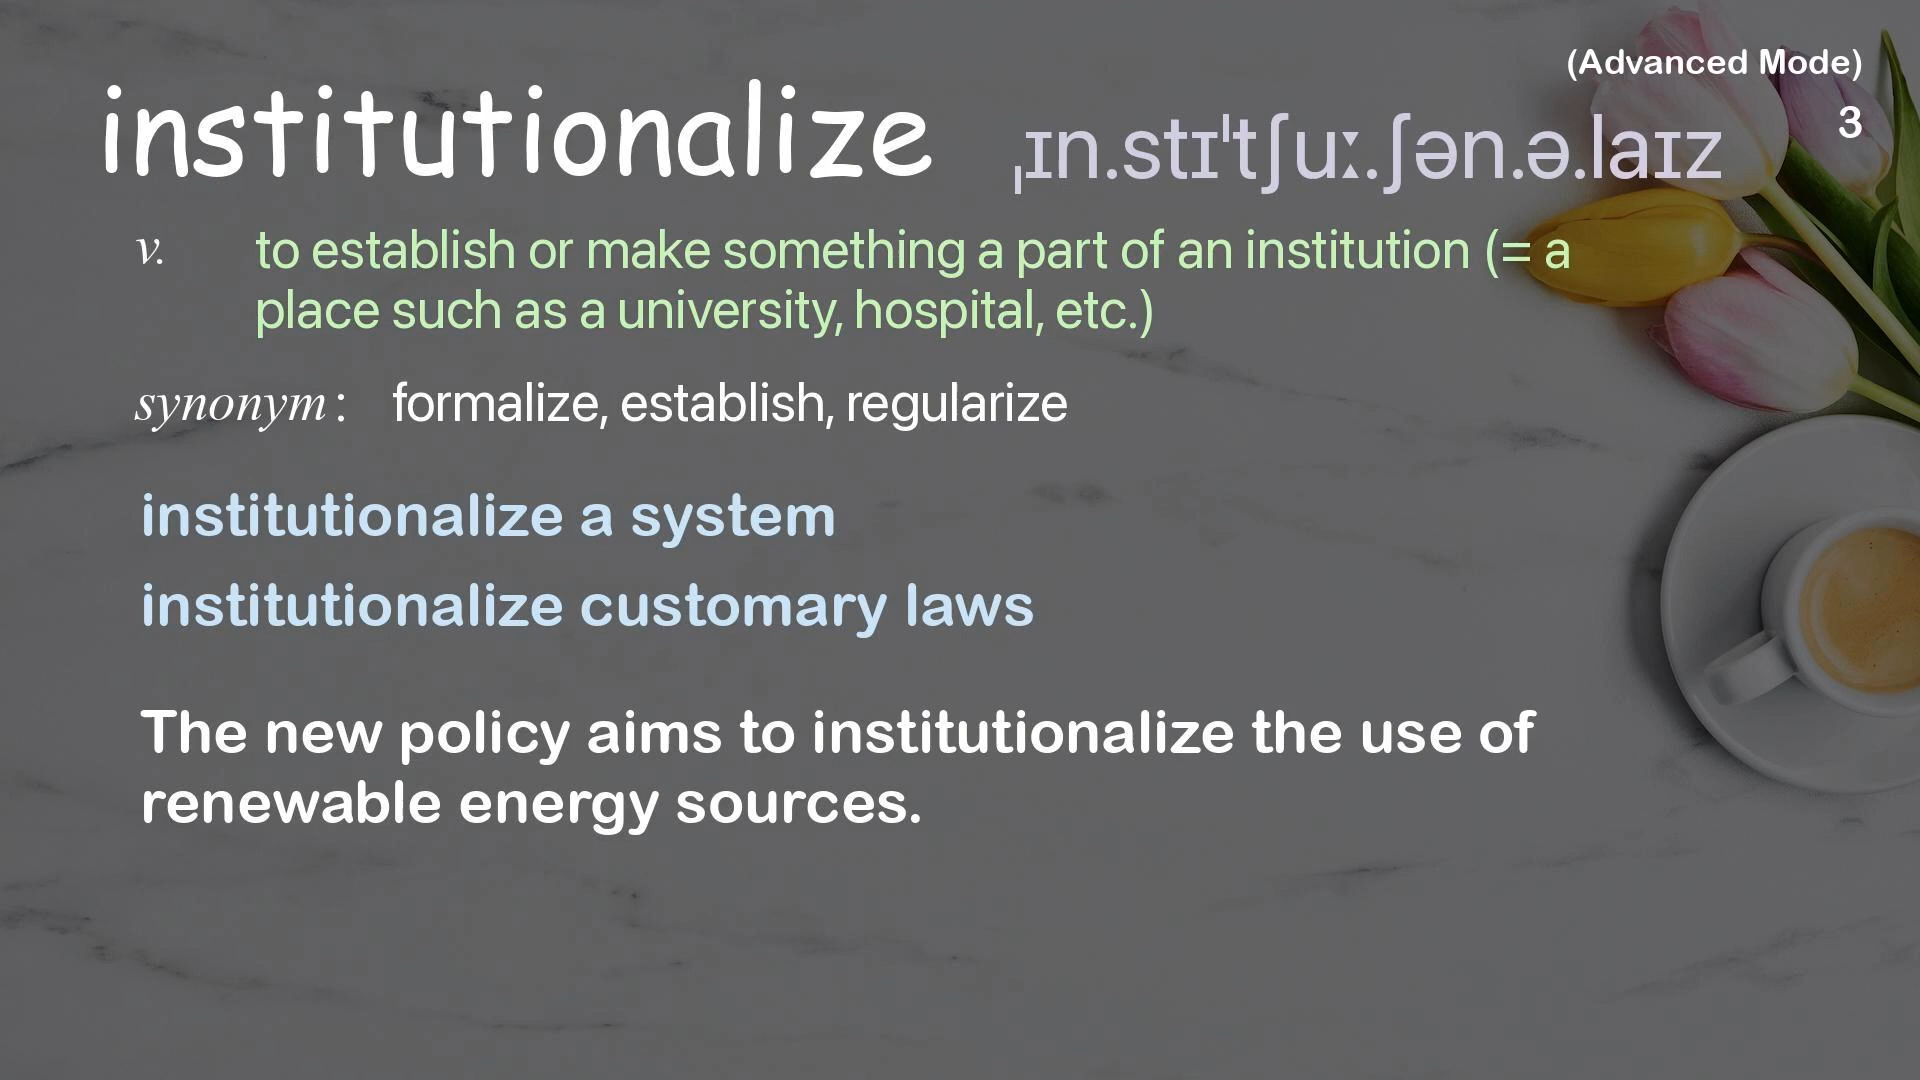 (Advanced Mode)
institutionalize ˌɪn.stɪˈtʃuː.ʃən.ə.laɪz 3
v. to establish or make something a part of an institution (= a
place such as a university, hospital, etc.)
synonym: formalize, establish, regularize
institutionalize a system
institutionalize customary laws
The new policy aims to institutionalize the use of
renewable energy sources.